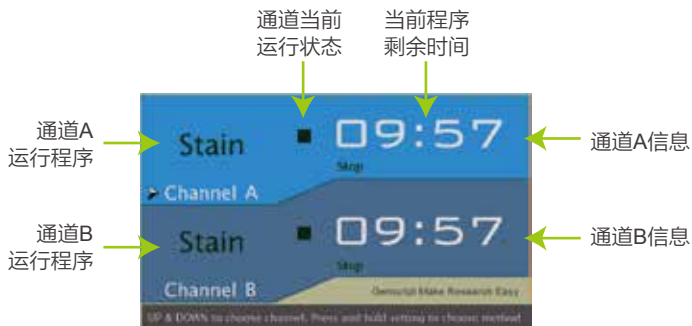 通道当前
运行状态
当前程序
剩余时间
通道A
运行程序
Stain
09:57
Stop
Channel A
通道A信息
通道B
运行程序
Stain
09:57
Stop
Channel B
通道B信息
Genscript Make Research Easy
UP & DOWN to choose channel. Press and hold setting to choose method